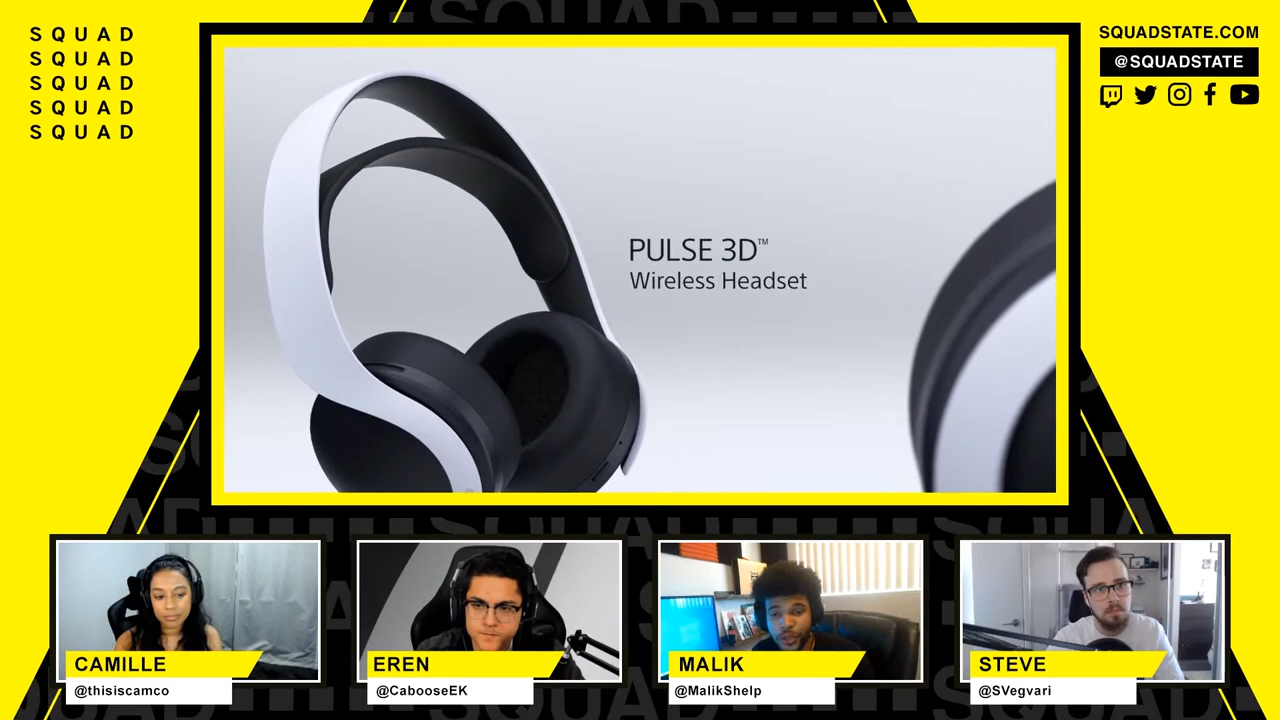 SQUAD
SQUAD
SQUAD
SQUAD
SQUAD
SQUADSTATE.COM
@SQUADSTATE
PULSE 3D™
Wireless Headset
CAMILLE
@thisiscamco
EREN
@CabooseEK
MALIK
@MalikShelp
STEVE
@SVegvari